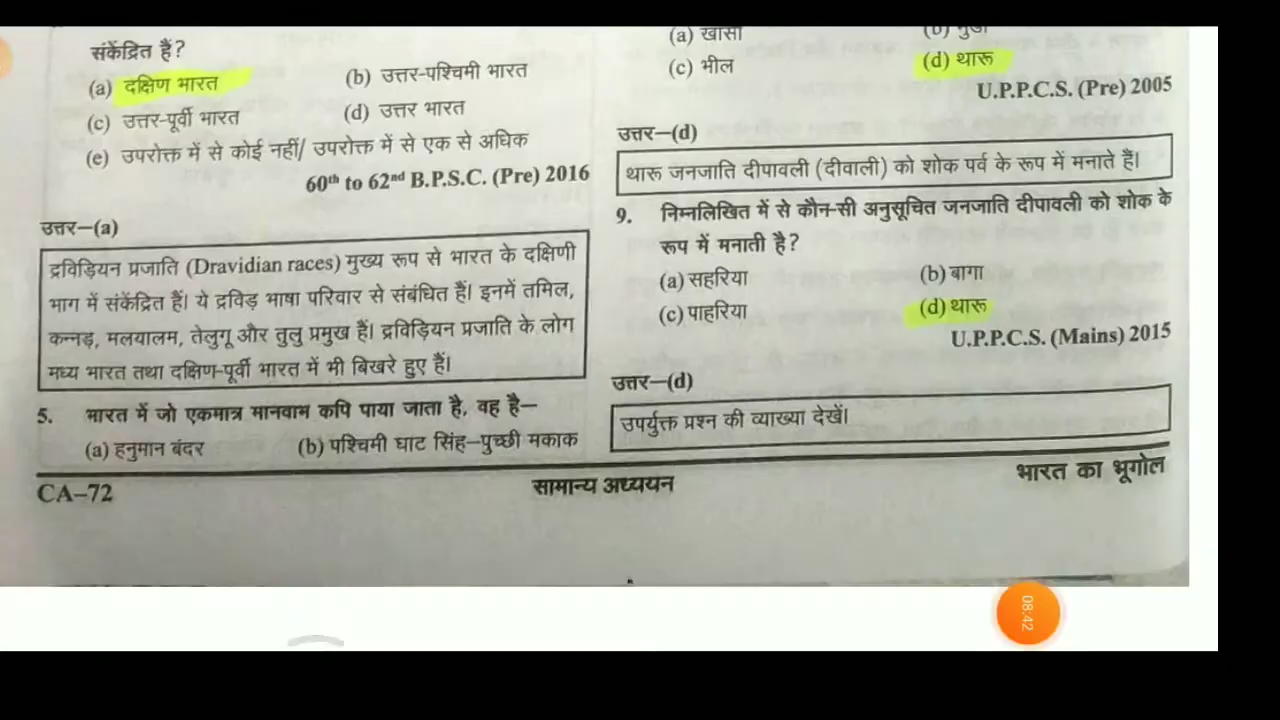 संकेंद्रित हैं?
(a) दक्षिण भारत (b) उत्तर-पश्चिमी भारत
(c) उत्तर-पूर्वी भारत (d) उत्तर भारत
(e) उपरोक्त में से कोई नहीं/ उपरोक्त में से एक से अधिक
60th to 62nd B.P.S.C. (Pre) 2016
उत्तर–(a)
द्रविड़ियन प्रजाति (Dravidian races) मुख्य रूप से भारत के दक्षिणी
भाग में संकेंद्रित हैं। ये द्रविड़ भाषा परिवार से संबंधित हैं। इनमें तमिल,
कन्नड़, मलयालम, तेलुगू और तुलु प्रमुख हैं। द्रविड़ियन प्रजाति के लोग
मध्य भारत तथा दक्षिण-पूर्वी भारत में भी बिखरे हुए हैं।
5. भारत में जो एकमात्र मानवाभ कपि पाया जाता है, वह है–
(a) हनुमान बंदर (b) पश्चिमी घाट सिंह–पुच्छी मकाक
(a) खासी
(c) भील (d) थारू
U.P.P.C.S. (Pre) 2005
उत्तर–(d)
थारू जनजाति दीपावली (दीवाली) को शोक पर्व के रूप में मनाते हैं।
9. निम्नलिखित में से कौन-सी अनुसूचित जनजाति दीपावली को शोक के
रूप में मनाती है?
(a) सहरिया (b) बागा
(c) पाहरिया (d) थारू
U.P.P.C.S. (Mains) 2015
उत्तर–(d)
उपर्युक्त प्रश्न की व्याख्या देखें।
CA–72 सामान्य अध्ययन भारत का भूगोल
08:42